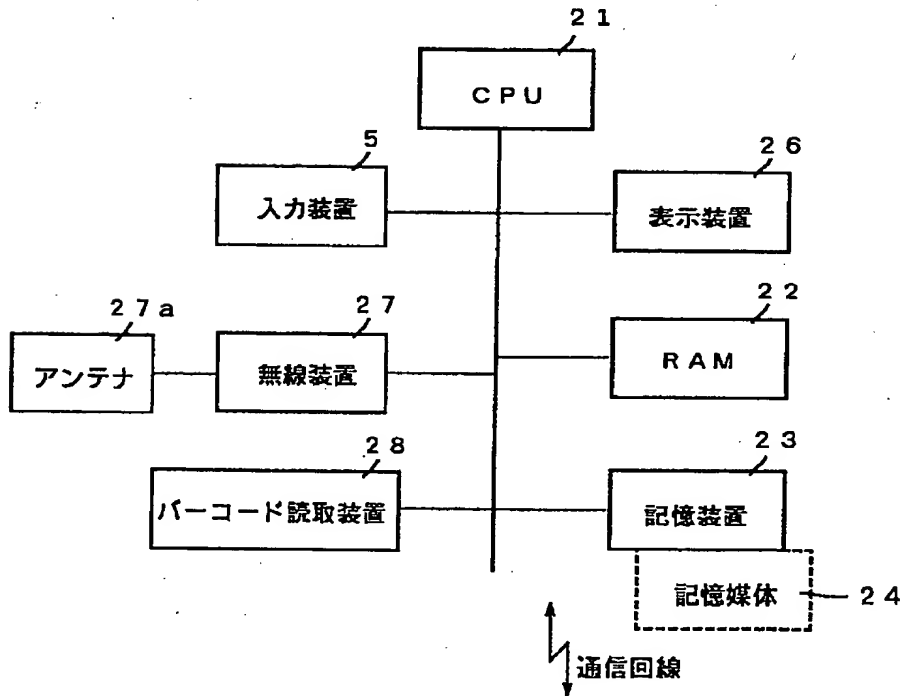 21
CPU
5
入力装置
26
表示装置
27a
アンテナ
27
無線装置
22
RAM
28
バーコード読取装置
23
記憶装置
記憶媒体
24
通信回線